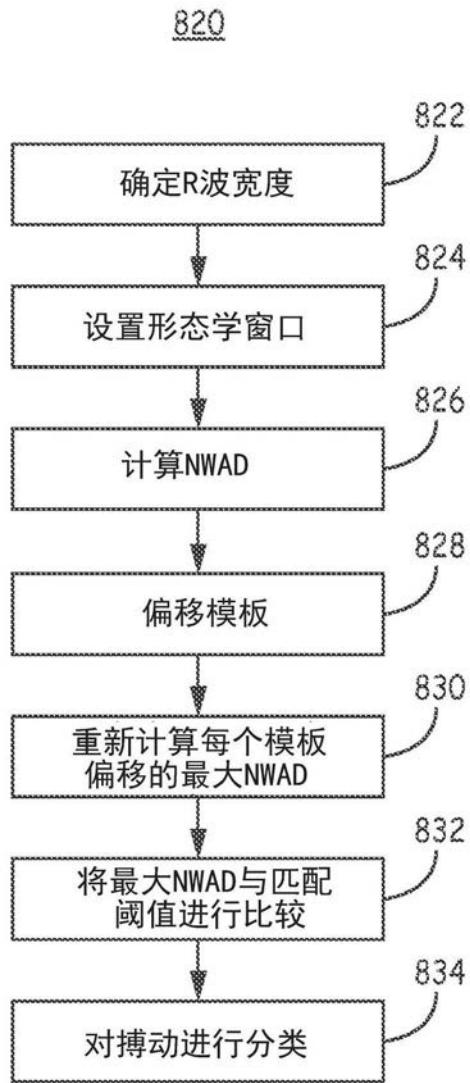 820
822
确定R波宽度
824
设置形态学窗口
826
计算NWAD
828
偏移模板
830
重新计算每个模板
偏移的最大NWAD
832
将最大NWAD与匹配
阈值进行比较
834
对搏动进行分类